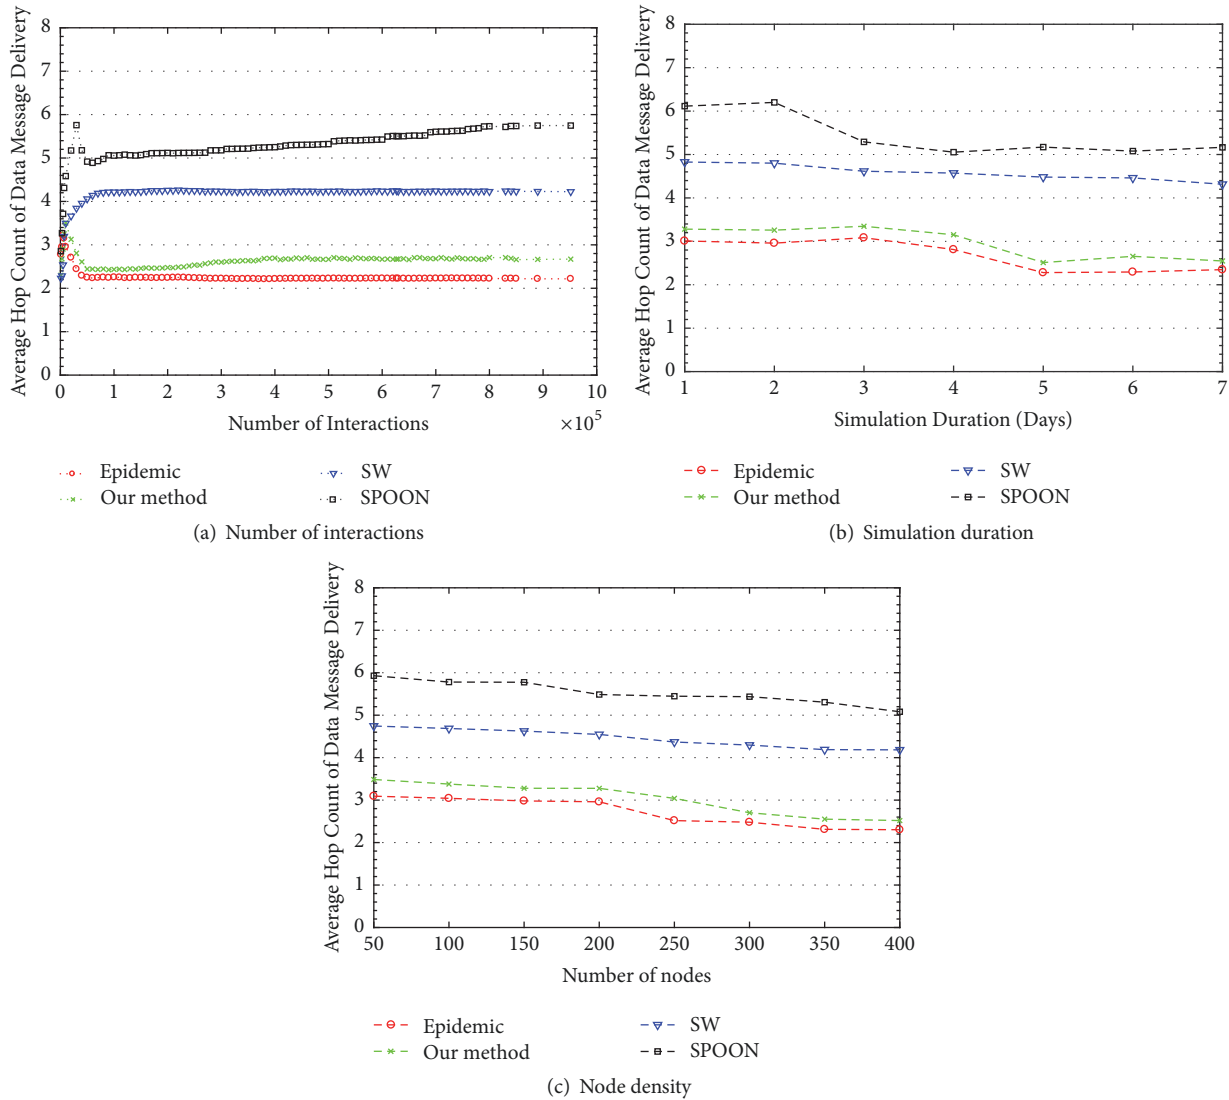 Average Hop Count of Data Message Delivery
8
7
6
5
4
3
2
1
0
0 1 2 3 4 5 6 7 8 9 10
Number of Interactions ×10^5
Epidemic SW
Our method SPOON
(a) Number of interactions
Average Hop Count of Data Message Delivery
8
7
6
5
4
3
2
1
0
1 2 3 4 5 6 7
Simulation Duration (Days)
Epidemic SW
Our method SPOON
(b) Simulation duration
Average Hop Count of Data Message Delivery
8
7
6
5
4
3
2
1
0
50 100 150 200 250 300 350 400
Number of nodes
Epidemic SW
Our method SPOON
(c) Node density